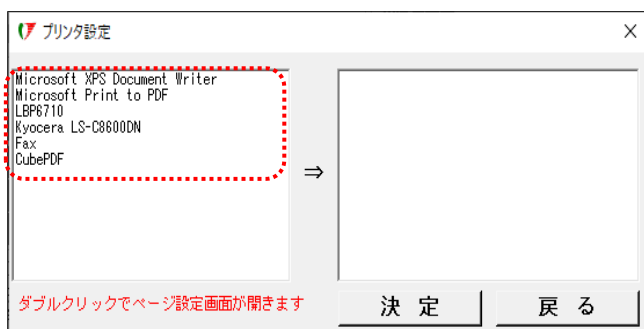 プリンタ設定
Microsoft XPS Document Writer
Microsoft Print to PDF
LBP6710
Kyocera LS-C8600DN
Fax
CubePDF
⇒
ダブルクリックでページ設定画面が開きます
決 定
戻 る